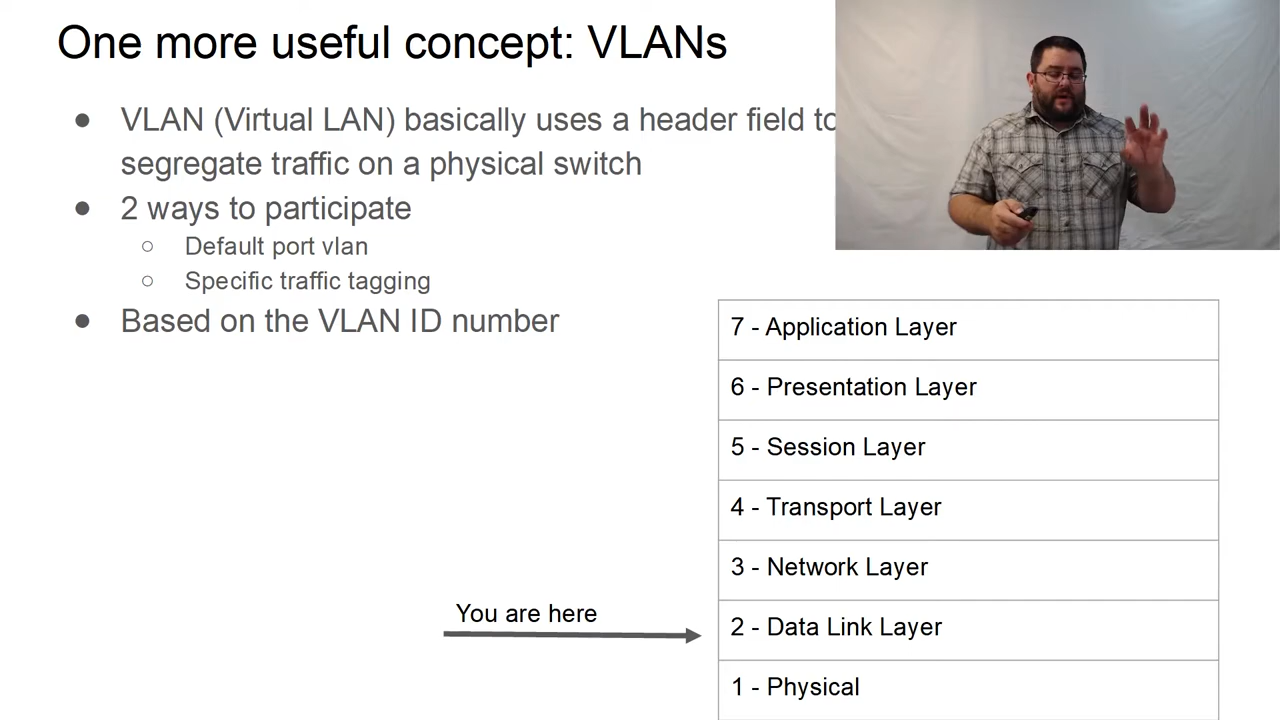 One more useful concept: VLANs
● VLAN (Virtual LAN) basically uses a header field to
segregate traffic on a physical switch
● 2 ways to participate
○ Default port vlan
○ Specific traffic tagging
● Based on the VLAN ID number
7 - Application Layer
6 - Presentation Layer
5 - Session Layer
4 - Transport Layer
3 - Network Layer
You are here
2 - Data Link Layer
1 - Physical